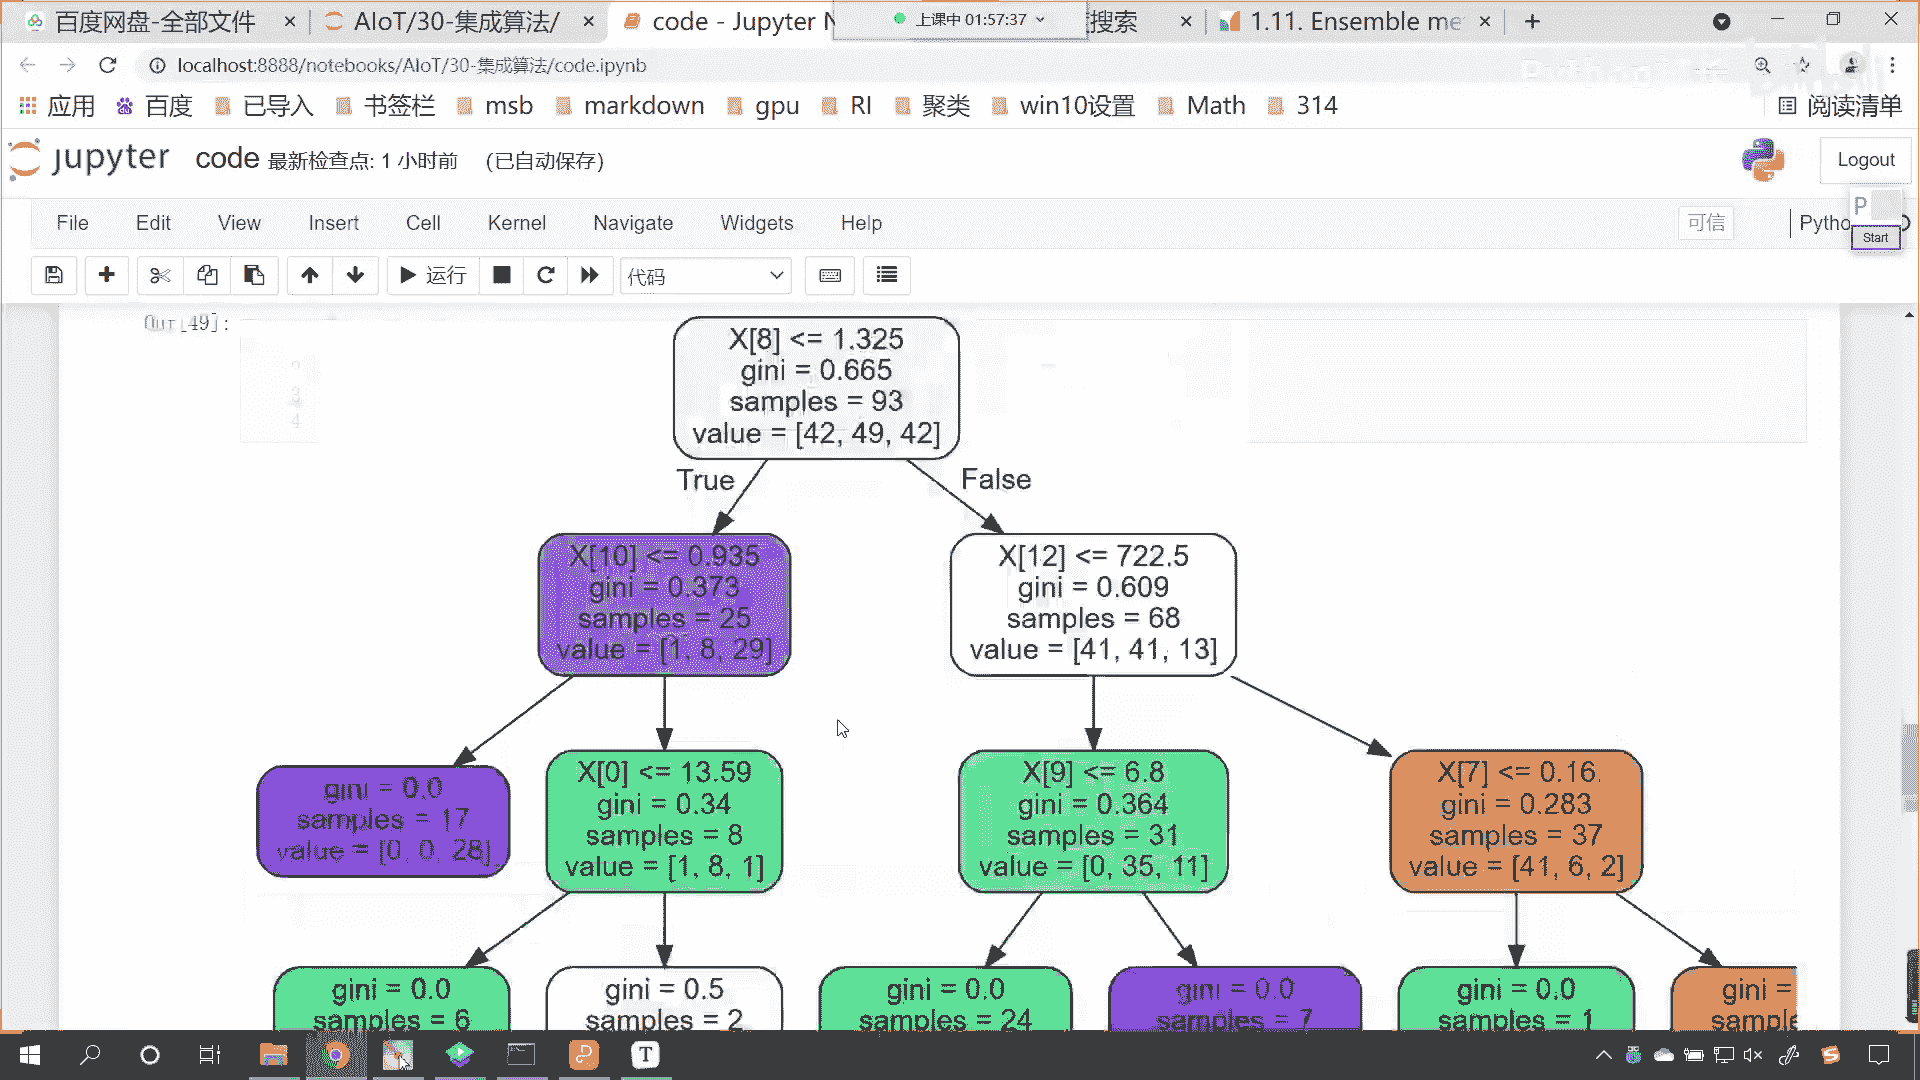 百度网盘-全部文件
AIoT/30-集成算法/
code - Jupyter N
上课中 01:57:37
搜索
1.11. Ensemble me
localhost:8888/notebooks/AIoT/30-集成算法/code.ipynb
应用
百度
已导入
书签栏
msb
markdown
gpu
RI
聚类
win10设置
Math
314
阅读清单
jupyter
code 最新检查点: 1 小时前 (已自动保存)
Logout
File
Edit
View
Insert
Cell
Kernel
Navigate
Widgets
Help
可信
Pytho
P
Start
运行
代码
Out[49]:
X[8] <= 1.325
gini = 0.665
samples = 93
value = [42, 49, 42]
True
False
X[10] <= 0.935
gini = 0.373
samples = 25
value = [1, 8, 29]
X[12] <= 722.5
gini = 0.609
samples = 68
value = [41, 41, 13]
gini = 0.0
samples = 17
value = [0, 0, 28]
X[0] <= 13.59
gini = 0.34
samples = 8
value = [1, 8, 1]
X[9] <= 6.8
gini = 0.364
samples = 31
value = [0, 35, 11]
X[7] <= 0.16
gini = 0.283
samples = 37
value = [41, 6, 2]
gini = 0.0
samples = 6
gini = 0.5
samples = 2
gini = 0.0
samples = 24
gini = 0.0
samples = 7
gini = 0.0
samples = 1
gini =
sample